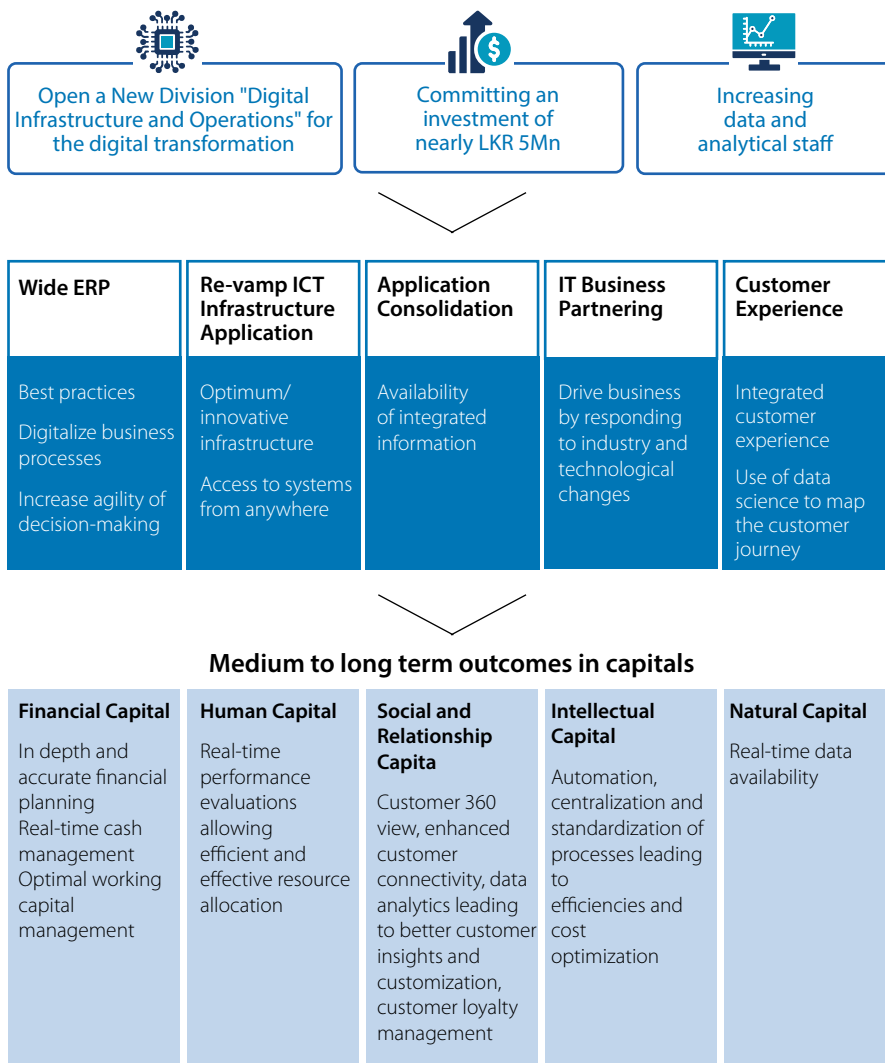 $
Open a New Division "Digital
Infrastructure and Operations" for
the digital transformation
Committing an
investment of
nearly LKR 5Mn
Increasing
data and
analytical staff
Wide ERP
Best practices
Digitalize business
processes
Increase agility of
decision-making
Re-vamp ICT
Infrastructure
Application
Optimum/
innovative
infrastructure
Access to systems
from anywhere
Application
Consolidation
Availability
of integrated
information
IT Business
Partnering
Drive business
by responding
to industry and
technological
changes
Customer
Experience
Integrated
customer
experience
Use of data
science to map
the customer
journey
Medium to long term outcomes in capitals
Financial Capital
In depth and
accurate financial
planning
Real-time cash
management
Optimal working
capital
management
Human Capital
Real-time
performance
evaluations
allowing
efficient and
effective resource
allocation
Social and
Relationship
Capita
Customer 360
view, enhanced
customer
connectivity, data
analytics leading
to better customer
insights and
customization,
customer loyalty
management
Intellectual
Capital
Automation,
centralization and
standardization of
processes leading
to
efficiencies and
cost
optimization
Natural Capital
Real-time data
availability